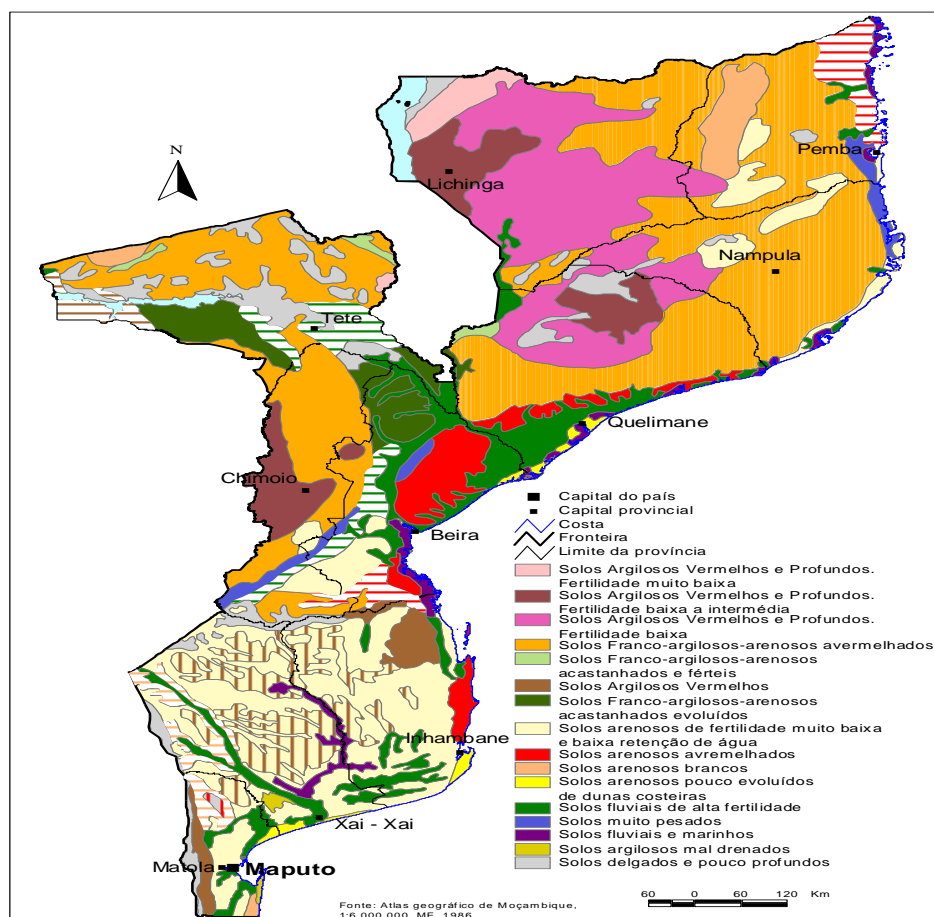 N
Pemba
Lichinga
Nampula
Tete
Quelimane
Chimoio
Beira
Inhambane
Xai - Xai
Matola
Maputo
Capital do país
Capital provincial
Costa
Fronteira
Limite da província
Solos Argilosos Vermelhos e Profundos.
Fertilidade muito baixa
Solos Argilosos Vermelhos e Profundos.
Fertilidade baixa a intermédia
Solos Argilosos Vermelhos e Profundos.
Fertilidade baixa
Solos Franco-argilosos-arenosos avermelhados
Solos Franco-argilosos-arenosos
acastanhados e férteis
Solos Argilosos Vermelhos
Solos Franco-argilosos-arenosos
acastanhados evoluídos
Solos arenosos de fertilidade muito baixa
e baixa retenção de água
Solos arenosos avremelhados
Solos arenosos brancos
Solos arenosos pouco evoluídos
de dunas costeiras
Solos fluviais de alta fertilidade
Solos muito pesados
Solos fluviais e marinhos
Solos argilosos mal drenados
Solos delgados e pouco profundos
60 0 60 120 Km
Fonte: Atlas geográfico de Moçambique,
1:6 000 000, MF, 1986